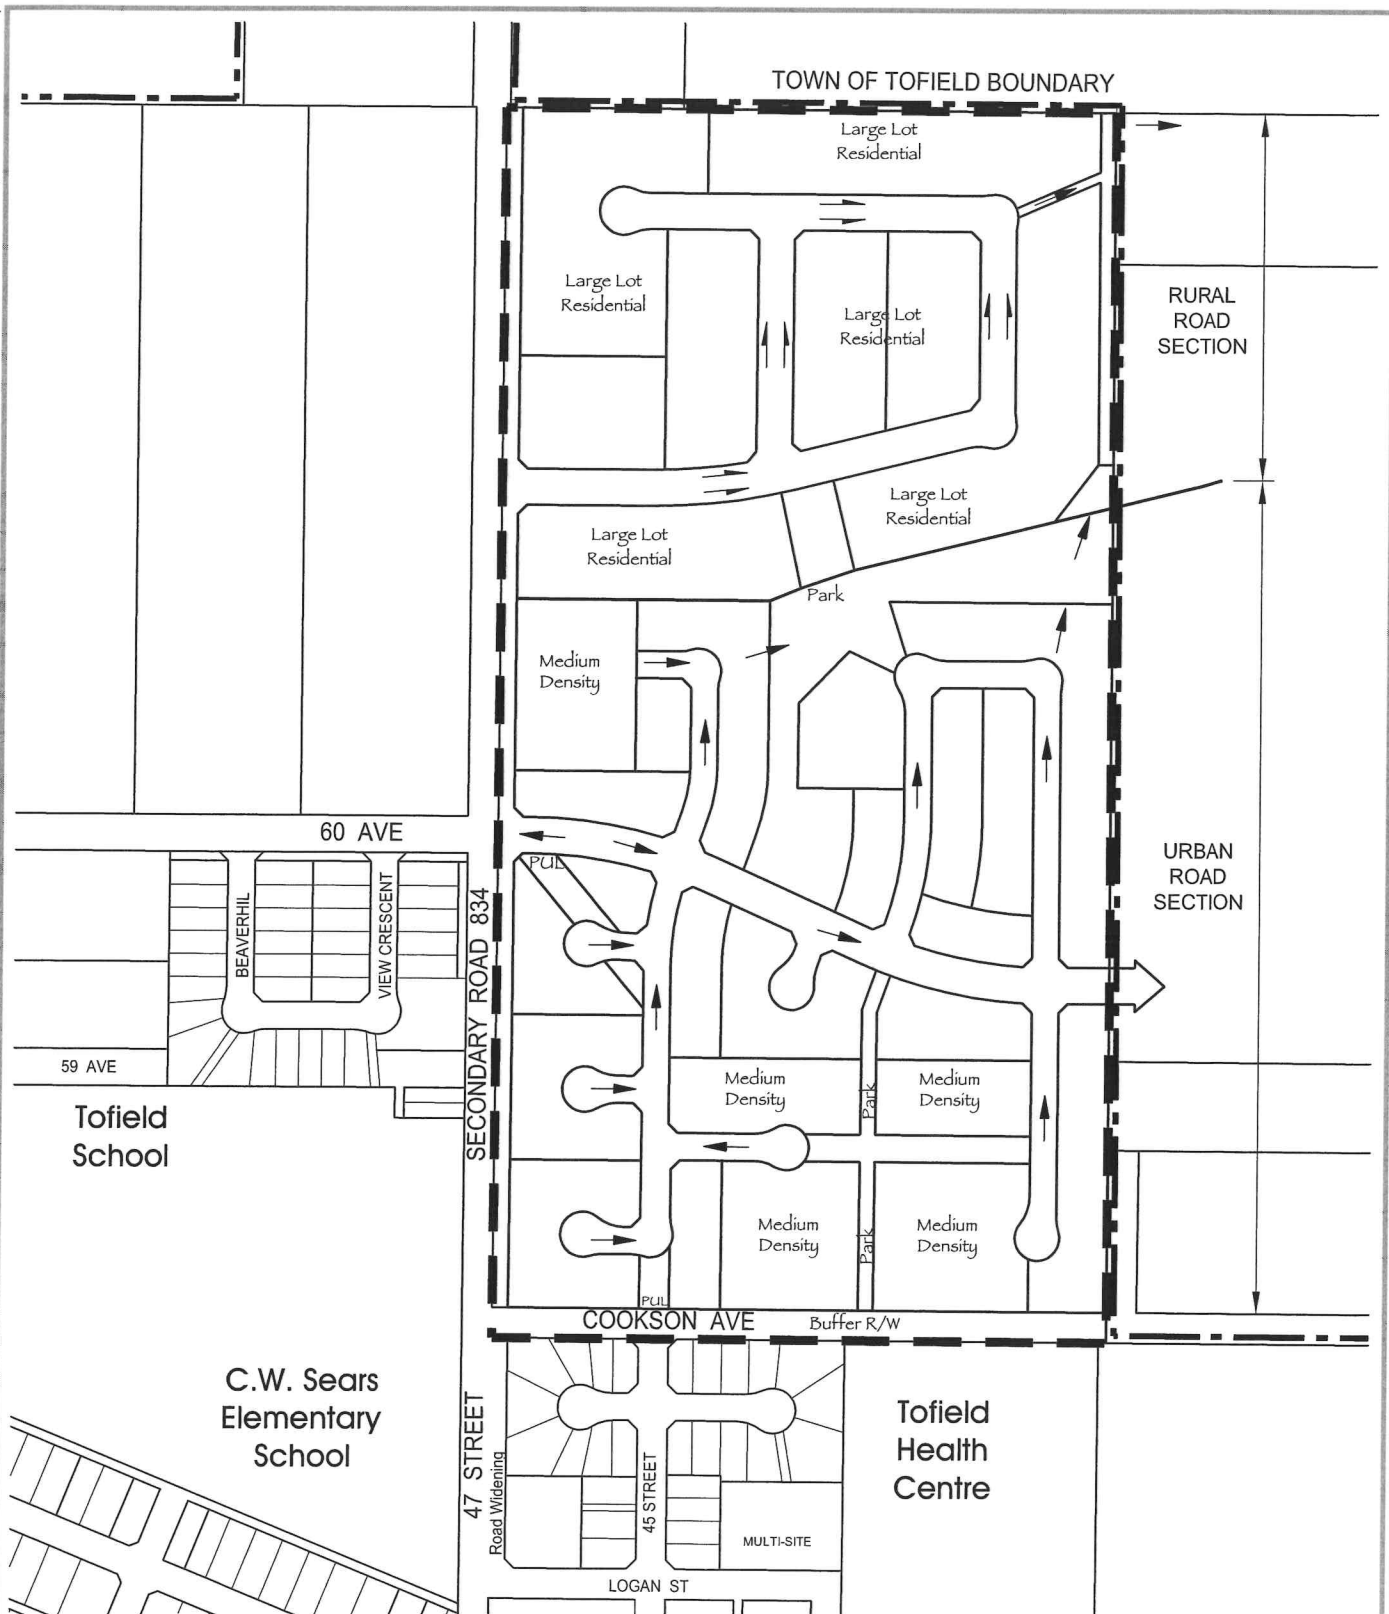 TOWN OF TOFIELD BOUNDARY
Large Lot
Residential
Large Lot
Residential
Large Lot
Residential
RURAL
ROAD
SECTION
Large Lot
Residential
Large Lot
Residential
Park
Medium
Density
60 AVE
PUL
URBAN
ROAD
SECTION
BEAVERHIL
VIEW CRESCENT
SECONDARY ROAD 834
59 AVE
Tofield
School
Medium
Density
Park
Medium
Density
Medium
Density
Park
Medium
Density
PUL
COOKSON AVE
Buffer R/W
C.W. Sears
Elementary
School
47 STREET
Road Widening
45 STREET
Tofield
Health
Centre
MULTI-SITE
LOGAN ST